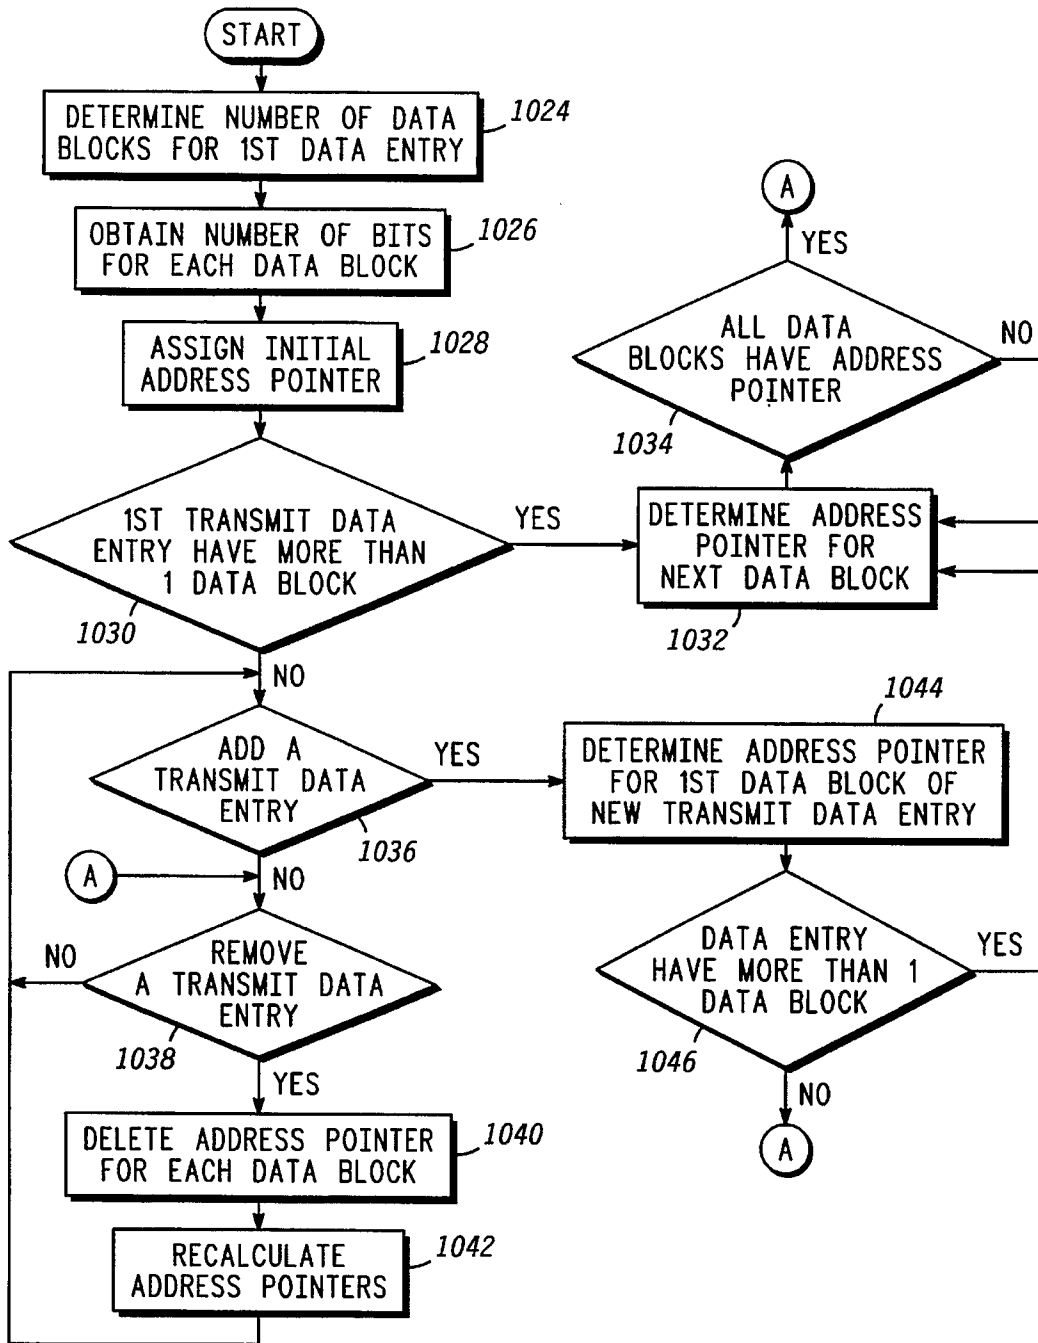 START
DETERMINE NUMBER OF DATA
BLOCKS FOR 1ST DATA ENTRY
1024
OBTAIN NUMBER OF BITS
FOR EACH DATA BLOCK
1026
ASSIGN INITIAL
ADDRESS POINTER
1028
1ST TRANSMIT DATA
ENTRY HAVE MORE THAN
1 DATA BLOCK
1030
YES
NO
A
YES
ALL DATA
BLOCKS HAVE ADDRESS
POINTER
NO
1034
DETERMINE ADDRESS
POINTER FOR
NEXT DATA BLOCK
1032
ADD A
TRANSMIT DATA
ENTRY
YES
1036
NO
A
1044
DETERMINE ADDRESS POINTER
FOR 1ST DATA BLOCK OF
NEW TRANSMIT DATA ENTRY
DATA ENTRY
HAVE MORE THAN 1
DATA BLOCK
YES
1046
NO
A
NO
REMOVE
A TRANSMIT DATA
ENTRY
1038
YES
DELETE ADDRESS POINTER
FOR EACH DATA BLOCK
1040
RECALCULATE
ADDRESS POINTERS
1042